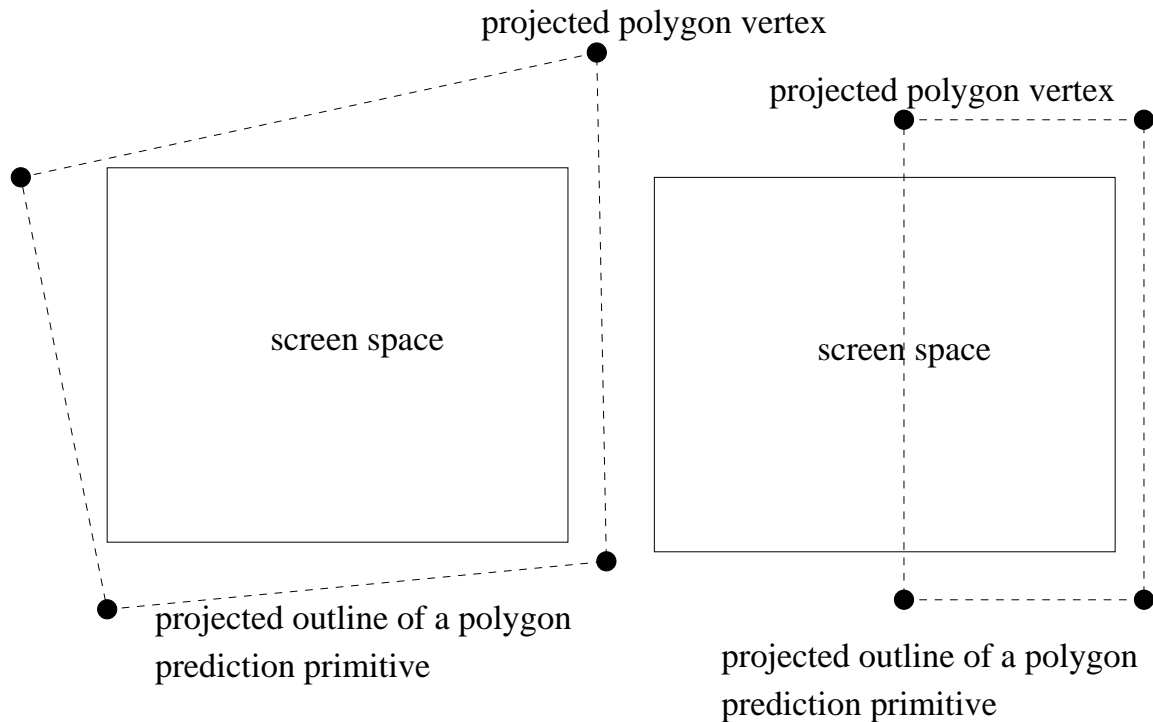 projected polygon vertex
screen space
projected outline of a polygon
prediction primitive
projected polygon vertex
screen space
projected outline of a polygon
prediction primitive